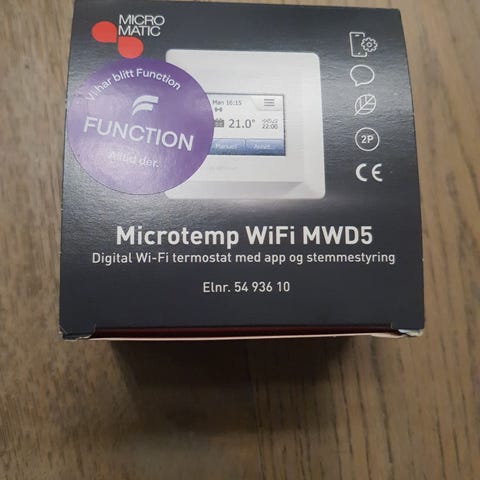 MICRO
MATIC
Vi har blitt Function
FUNCTION
Alltid der.
Man 16:15
21.0°
22:00
Manuel
2P
CE
Microtemp WiFi MWD5
Digital Wi-Fi termostat med app og stemmestyring
Elnr. 54 936 10